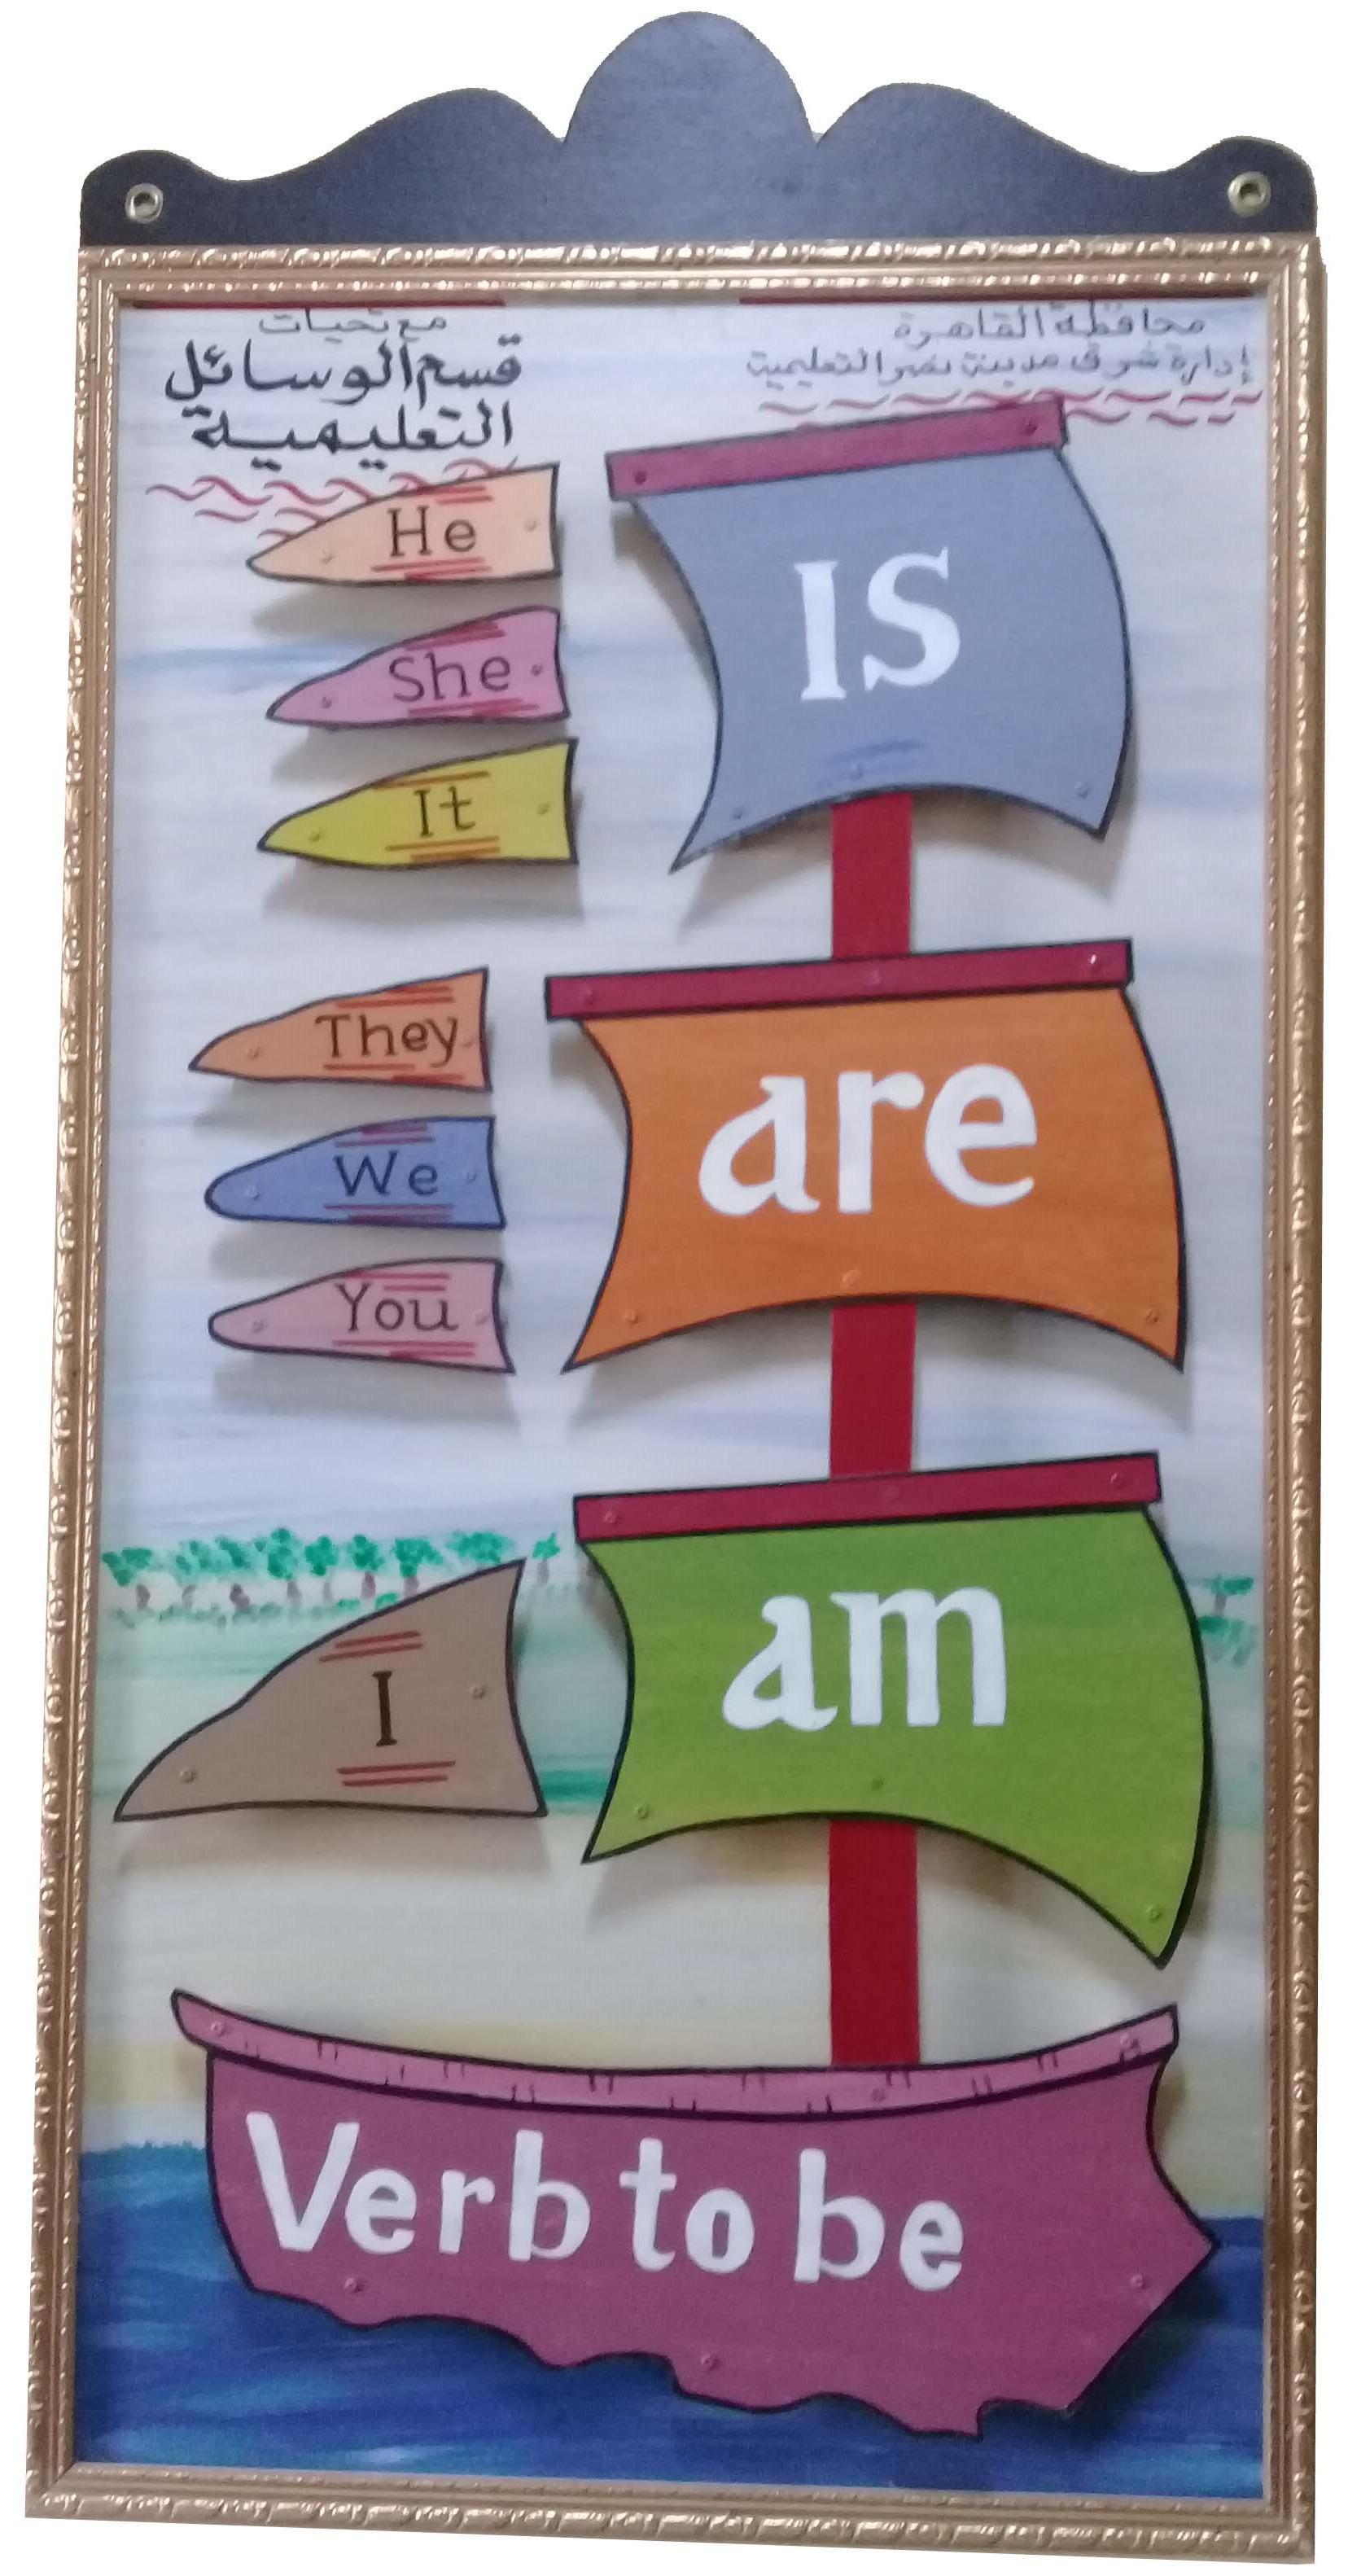 محافظة القاهرة
إدارة شرق مدينة نصر التعليمية
مع تحيات
قسم الوسائل
التعليمية
He
She
It
IS
They
We
You
are
I
am
Verb to be